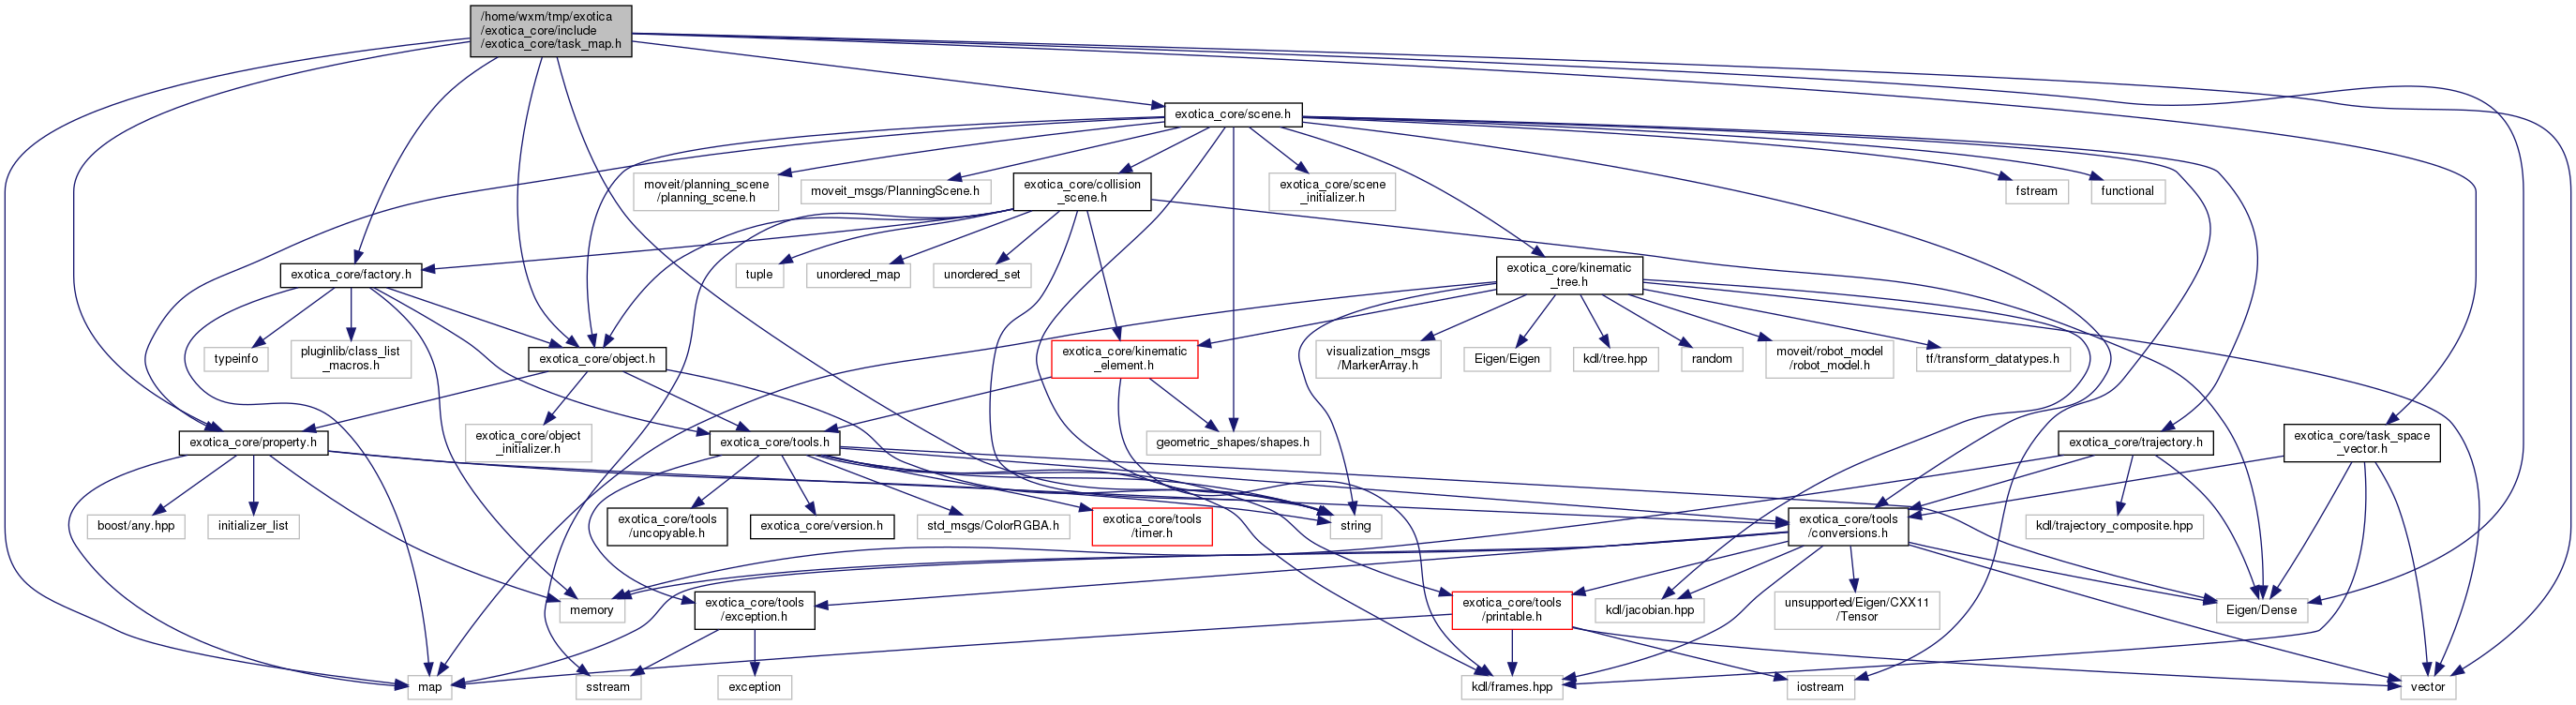 /home/wxm/tmp/exotica
/exotica_core/include
/exotica_core/task_map.h
exotica_core/scene.h
moveit/planning_scene
/planning_scene.h
moveit_msgs/PlanningScene.h
exotica_core/collision
_scene.h
exotica_core/scene
_initializer.h
fstream
functional
exotica_core/factory.h
tuple
unordered_map
unordered_set
exotica_core/kinematic
_tree.h
typeinfo
pluginlib/class_list
_macros.h
exotica_core/object.h
exotica_core/kinematic
_element.h
visualization_msgs
/MarkerArray.h
Eigen/Eigen
kdl/tree.hpp
random
moveit/robot_model
/robot_model.h
tf/transform_datatypes.h
exotica_core/property.h
exotica_core/object
_initializer.h
exotica_core/tools.h
geometric_shapes/shapes.h
exotica_core/trajectory.h
exotica_core/task_space
_vector.h
boost/any.hpp
initializer_list
exotica_core/tools
/uncopyable.h
exotica_core/version.h
std_msgs/ColorRGBA.h
exotica_core/tools
/timer.h
string
exotica_core/tools
/conversions.h
kdl/trajectory_composite.hpp
memory
exotica_core/tools
/exception.h
exotica_core/tools
/printable.h
kdl/jacobian.hpp
unsupported/Eigen/CXX11
/Tensor
Eigen/Dense
map
sstream
exception
kdl/frames.hpp
iostream
vector